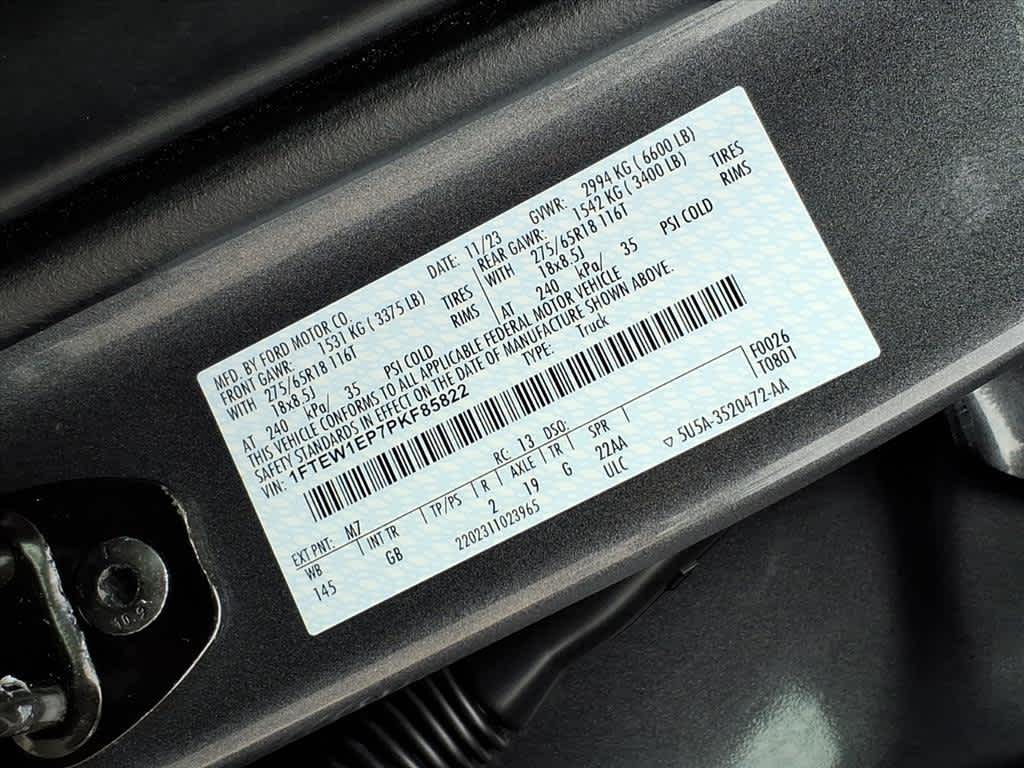 MFD. BY FORD MOTOR CO.
DATE: 11/23 GVWR: 2994 KG ( 6600 LB)
FRONT GAWR: 1531 KG ( 3375 LB) REAR GAWR: 1542 KG ( 3400 LB)
WITH 275/65R18 116T TIRES WITH 275/65R18 116T TIRES
18x8.5J RIMS 18x8.5J RIMS
AT 240 kPa/ 35 PSI COLD AT 240 kPa/ 35 PSI COLD
THIS VEHICLE CONFORMS TO ALL APPLICABLE FEDERAL MOTOR VEHICLE
SAFETY STANDARDS IN EFFECT ON THE DATE OF MANUFACTURE SHOWN ABOVE.
VIN: 1FTEW1EP7PKF85822 TYPE: Truck
EXT PNT: M7 RC: 13 DSO: F0026
WB INT TR TP/PS R AXLE TR SPR T0801
145 GB 2 19 G 22AA
2202311023965 ULC ▽ 5U5A-3520472-AA
10.9